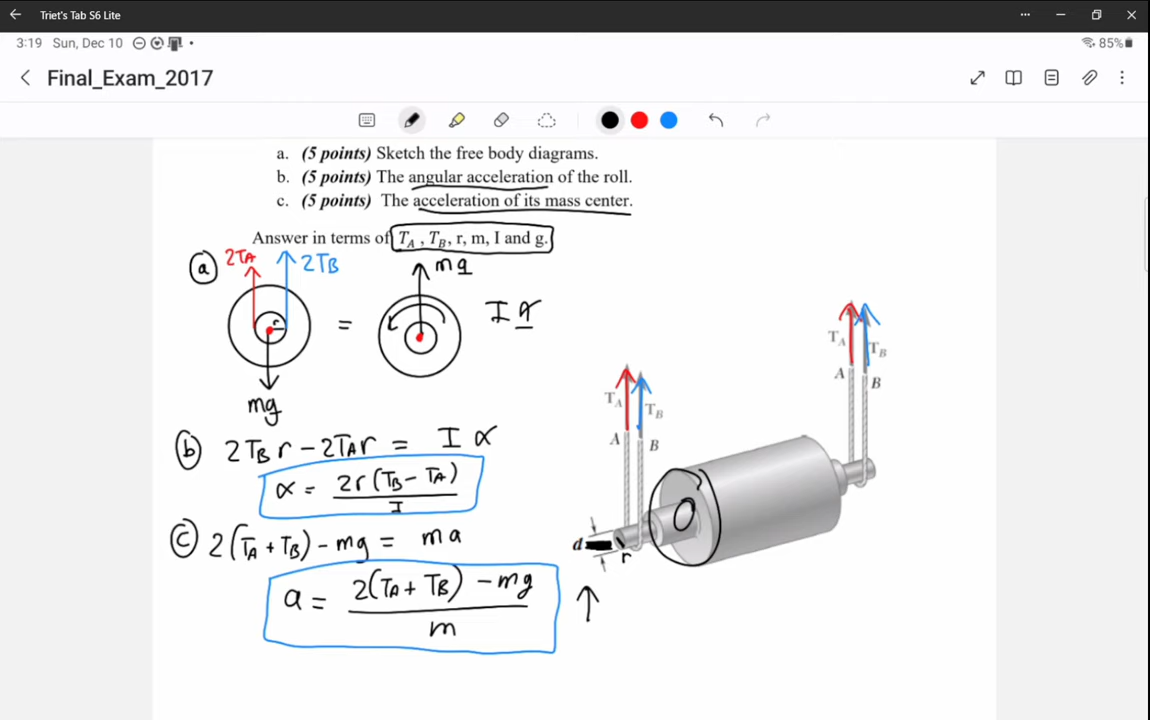 Triet's Tab S6 Lite
3:19 Sun, Dec 10
85%
Final_Exam_2017
a. (5 points) Sketch the free body diagrams.
b. (5 points) The angular acceleration of the roll.
c. (5 points) The acceleration of its mass center.
Answer in terms of T_A , T_B, r, m, I and g.
a
2T_A
2T_B
r
mg
=
ma
I α
b 2T_B r - 2T_A r = I α
α = 2r(T_B - T_A) / I
c 2(T_A + T_B) - mg = ma
a = 2(T_A + T_B) - mg / m
T_A
T_B
A
B
T_A
T_B
A
B
d
r